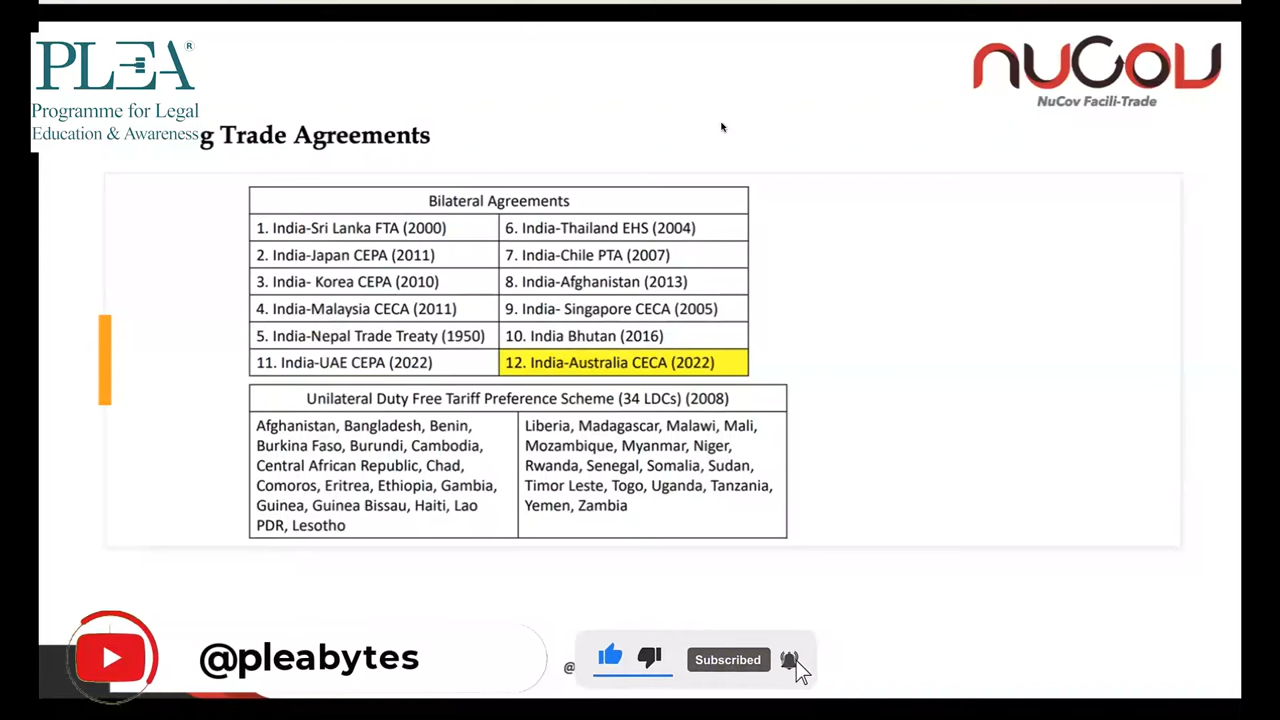 PLEA®
Programme for Legal
Education & Awareness
nuCov
NuCov Facili-Trade
g Trade Agreements
Bilateral Agreements
1. India-Sri Lanka FTA (2000)
6. India-Thailand EHS (2004)
2. India-Japan CEPA (2011)
7. India-Chile PTA (2007)
3. India- Korea CEPA (2010)
8. India-Afghanistan (2013)
4. India-Malaysia CECA (2011)
9. India- Singapore CECA (2005)
5. India-Nepal Trade Treaty (1950)
10. India Bhutan (2016)
11. India-UAE CEPA (2022)
12. India-Australia CECA (2022)
Unilateral Duty Free Tariff Preference Scheme (34 LDCs) (2008)
Afghanistan, Bangladesh, Benin,
Burkina Faso, Burundi, Cambodia,
Central African Republic, Chad,
Comoros, Eritrea, Ethiopia, Gambia,
Guinea, Guinea Bissau, Haiti, Lao
PDR, Lesotho
Liberia, Madagascar, Malawi, Mali,
Mozambique, Myanmar, Niger,
Rwanda, Senegal, Somalia, Sudan,
Timor Leste, Togo, Uganda, Tanzania,
Yemen, Zambia
@pleabytes
@
Subscribed